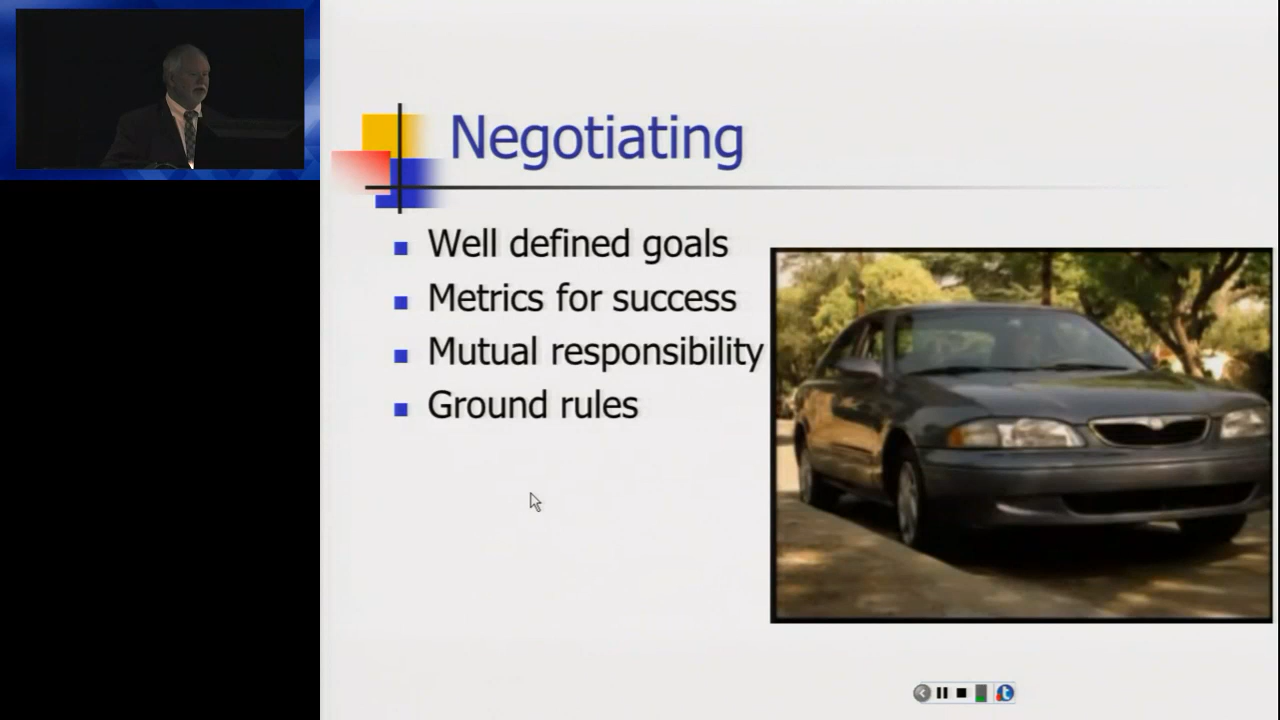 Negotiating
Well defined goals
Metrics for success
Mutual responsibility
Ground rules